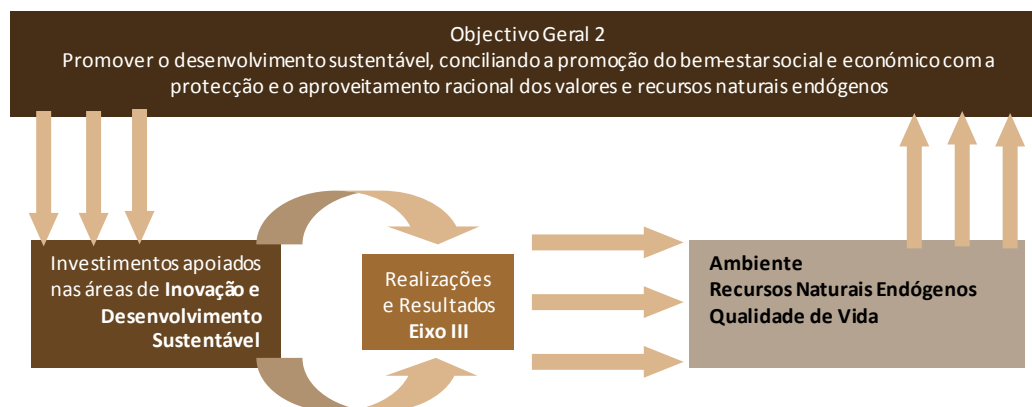 Objectivo Geral 2
Promover o desenvolvimento sustentável, conciliando a promoção do bem-estar social e económico com a
protecção e o aproveitamento racional dos valores e recursos naturais endógenos
Investimentos apoiados
nas áreas de Inovação e
Desenvolvimento
Sustentável
Realizações
e Resultados
Eixo III
Ambiente
Recursos Naturais Endógenos
Qualidade de Vida